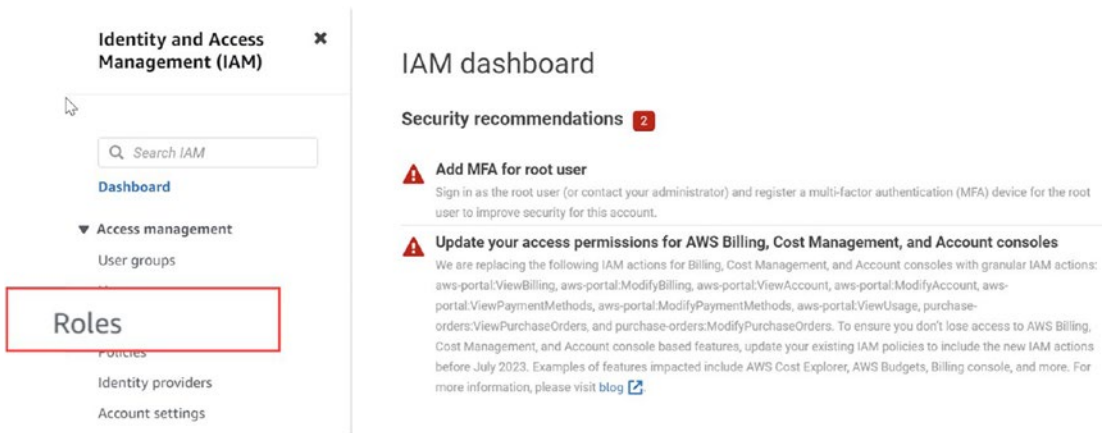 Identity and Access
Management (IAM)
Search IAM
Dashboard
Access management
User groups
Roles
Policies
Identity providers
Account settings
IAM dashboard
Security recommendations 2
Add MFA for root user
Sign in as the root user (or contact your administrator) and register a multi-factor authentication (MFA) device for the root
user to improve security for this account.
Update your access permissions for AWS Billing, Cost Management, and Account consoles
We are replacing the following IAM actions for Billing, Cost Management, and Account consoles with granular IAM actions:
aws-portal:ViewBilling, aws-portal:ModifyBilling, aws-portal:ViewAccount, aws-portal:ModifyAccount, aws-
portal:ViewPaymentMethods, aws-portal:ModifyPaymentMethods, aws-portal:ViewUsage, purchase-
orders:ViewPurchaseOrders, and purchase-orders:ModifyPurchaseOrders. To ensure you don't lose access to AWS Billing,
Cost Management, and Account console based features, update your existing IAM policies to include the new IAM actions
before July 2023. Examples of features impacted include AWS Cost Explorer, AWS Budgets, Billing console, and more. For
more information, please visit blog